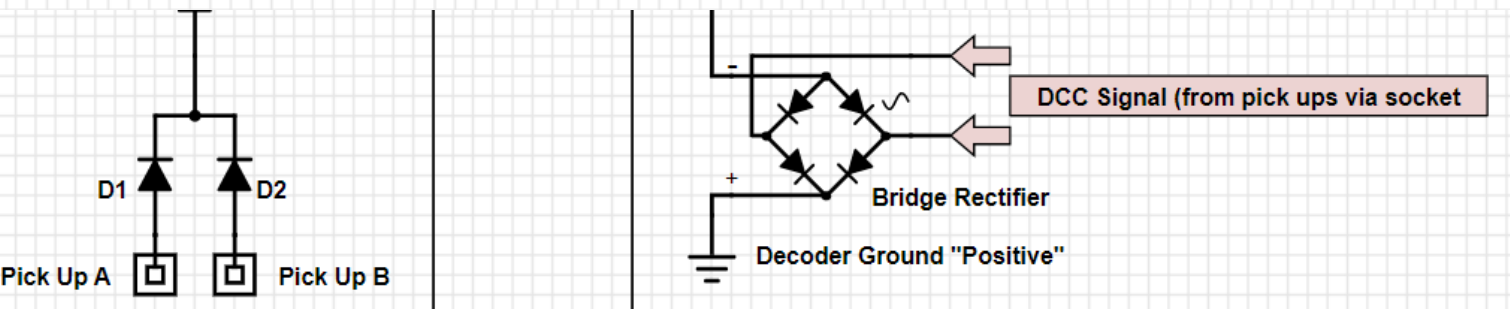 -
DCC Signal (from pick ups via socket
D1
D2
+
Bridge Rectifier
Decoder Ground "Positive"
Pick Up A
Pick Up B